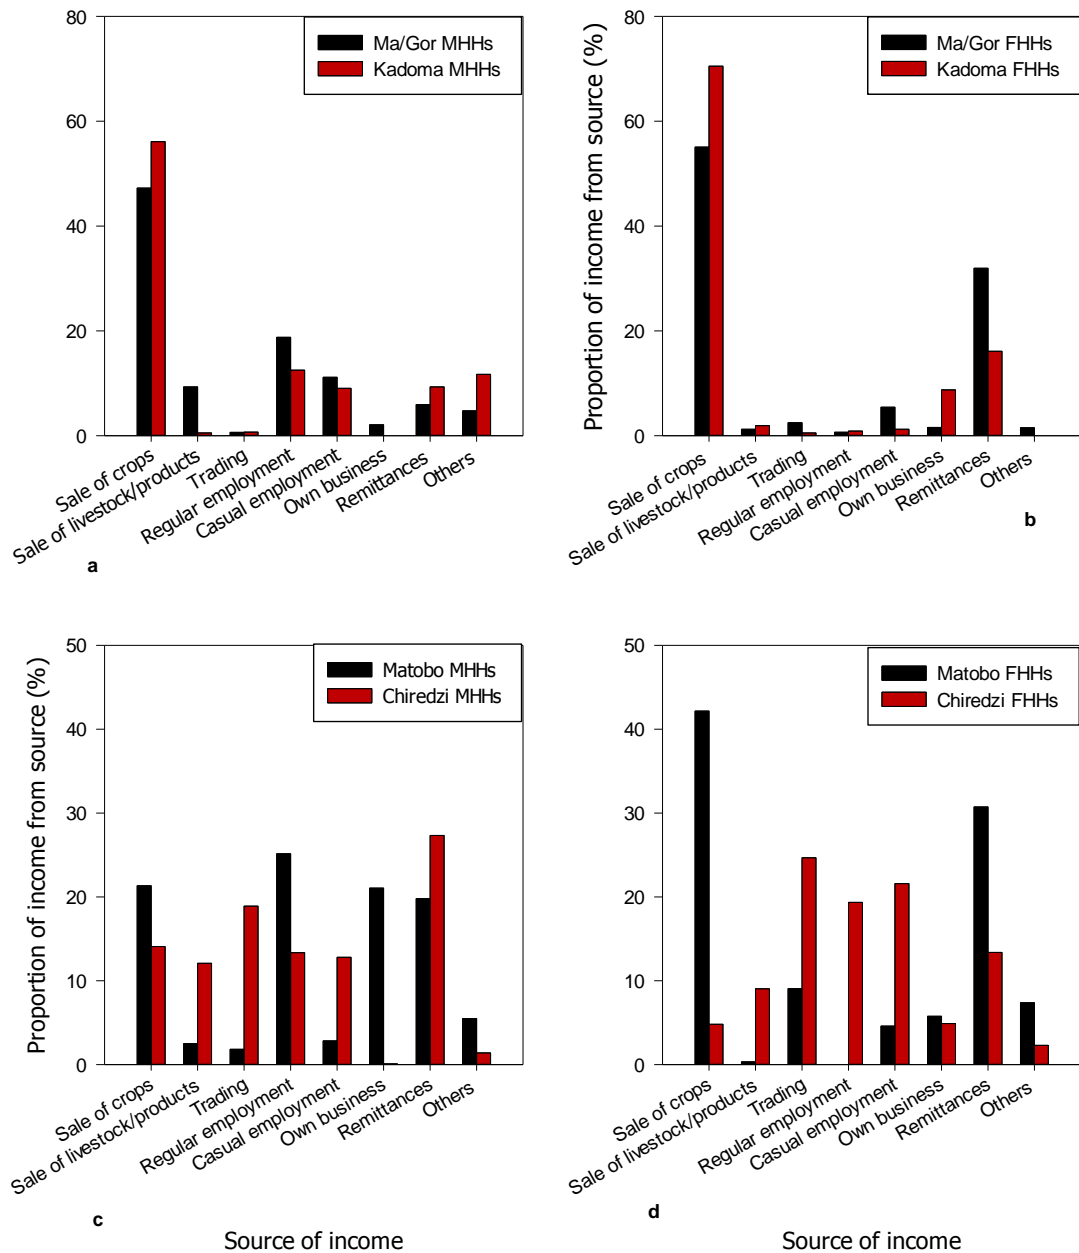 80
60
40
20
0
Ma/Gor MHHs
Kadoma MHHs
Sale of crops
Sale of livestock/products
Trading
Regular employment
Casual employment
Own business
Remittances
Others
a
Proportion of income from source (%)
80
60
40
20
0
Ma/Gor FHHs
Kadoma FHHs
Sale of crops
Sale of livestock/products
Trading
Regular employment
Casual employment
Own business
Remittances
Others
b
Proportion of income from source (%)
50
40
30
20
10
0
Matobo MHHs
Chiredzi MHHs
Sale of crops
Sale of livestock/products
Trading
Regular employment
Casual employment
Own business
Remittances
Others
c
Source of income
50
40
30
20
10
0
Matobo FHHs
Chiredzi FHHs
Sale of crops
Sale of livestock/products
Trading
Regular employment
Casual employment
Own business
Remittances
Others
d
Source of income